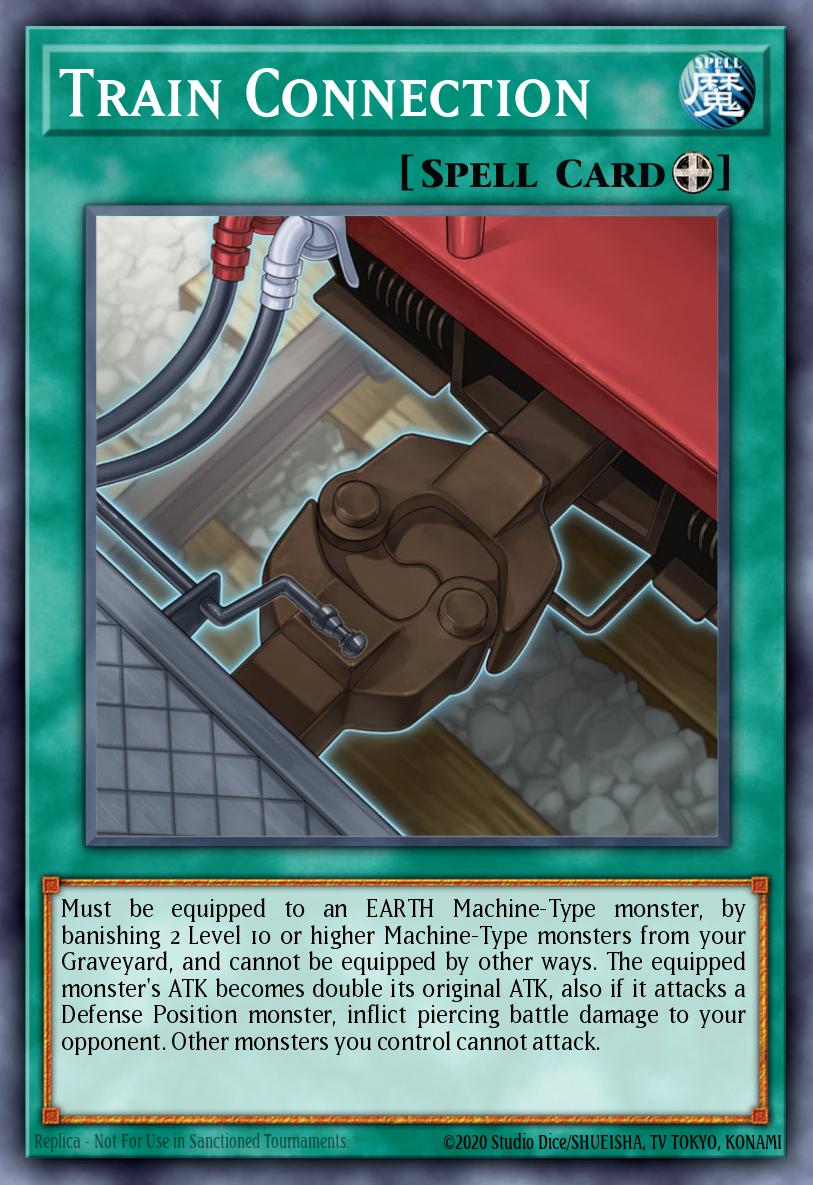 Train Connection
SPELL
魔
[Spell Card]
Must be equipped to an EARTH Machine-Type monster, by
banishing 2 Level 10 or higher Machine-Type monsters from your
Graveyard, and cannot be equipped by other ways. The equipped
monster's ATK becomes double its original ATK, also if it attacks a
Defense Position monster, inflict piercing battle damage to your
opponent. Other monsters you control cannot attack.
Replica - Not For Use in Sanctioned Tournaments.
©2020 Studio Dice/SHUEISHA, TV TOKYO, KONAMI